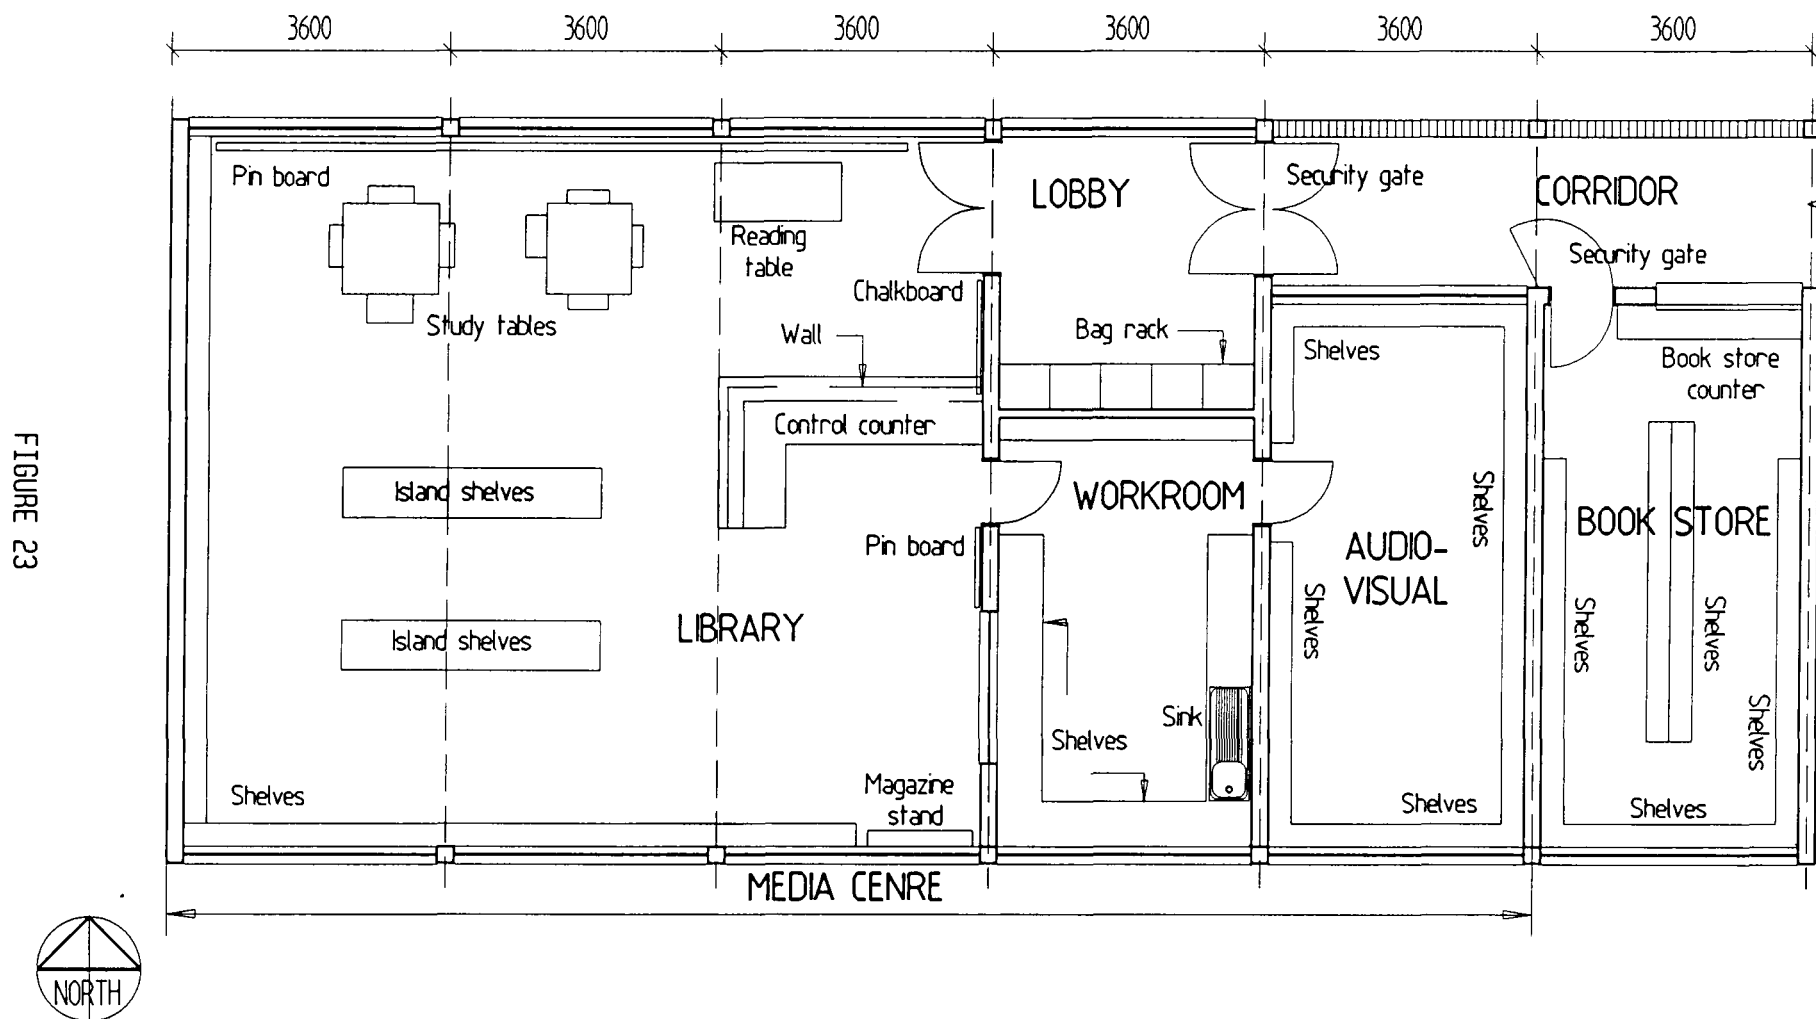 3600
3600
3600
3600
3600
3600
Pin board
LOBBY
Security gate
CORRIDOR
Reading
table
Security gate
Chalkboard
Study tables
Wall
Bag rack
Shelves
Book store
counter
Control counter
FIGURE 23
Island shelves
WORKROOM
Shelves
BOOK STORE
Pin board
AUDIO-
VISUAL
Island shelves
LIBRARY
Shelves
Shelves
Shelves
Sink
Shelves
Shelves
Shelves
Magazine
stand
Shelves
Shelves
MEDIA CENRE
NORTH